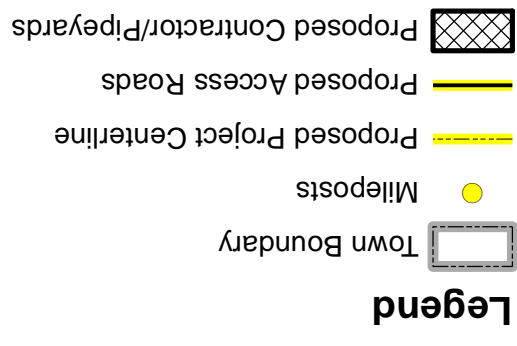 Legend
Town Boundary
Mileposts
Proposed Project Centerline
Proposed Access Roads
Proposed Contractor/Pipeyards